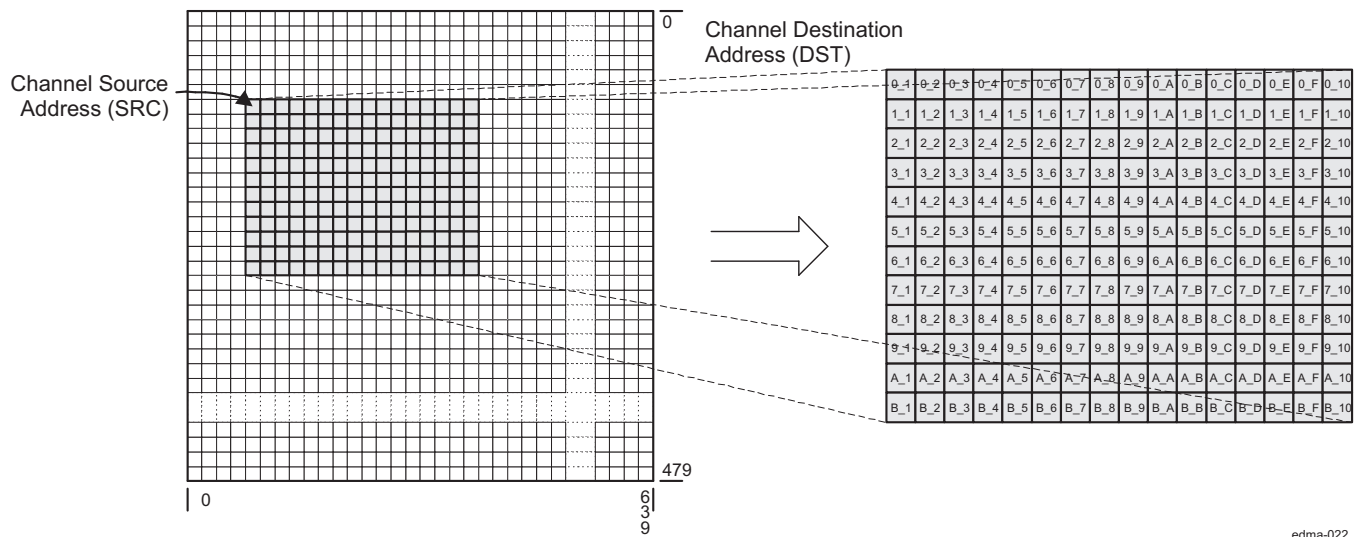 0
Channel Destination
Address (DST)
Channel Source
Address (SRC)
0_1 0_2 0_3 0_4 0_5 0_6 0_7 0_8 0_9 0_A 0_B 0_C 0_D 0_E 0_F 0_10
1_1 1_2 1_3 1_4 1_5 1_6 1_7 1_8 1_9 1_A 1_B 1_C 1_D 1_E 1_F 1_10
2_1 2_2 2_3 2_4 2_5 2_6 2_7 2_8 2_9 2_A 2_B 2_C 2_D 2_E 2_F 2_10
3_1 3_2 3_3 3_4 3_5 3_6 3_7 3_8 3_9 3_A 3_B 3_C 3_D 3_E 3_F 3_10
4_1 4_2 4_3 4_4 4_5 4_6 4_7 4_8 4_9 4_A 4_B 4_C 4_D 4_E 4_F 4_10
5_1 5_2 5_3 5_4 5_5 5_6 5_7 5_8 5_9 5_A 5_B 5_C 5_D 5_E 5_F 5_10
6_1 6_2 6_3 6_4 6_5 6_6 6_7 6_8 6_9 6_A 6_B 6_C 6_D 6_E 6_F 6_10
7_1 7_2 7_3 7_4 7_5 7_6 7_7 7_8 7_9 7_A 7_B 7_C 7_D 7_E 7_F 7_10
8_1 8_2 8_3 8_4 8_5 8_6 8_7 8_8 8_9 8_A 8_B 8_C 8_D 8_E 8_F 8_10
9_1 9_2 9_3 9_4 9_5 9_6 9_7 9_8 9_9 9_A 9_B 9_C 9_D 9_E 9_F 9_10
A_1 A_2 A_3 A_4 A_5 A_6 A_7 A_8 A_9 A_A A_B A_C A_D A_E A_F A_10
B_1 B_2 B_3 B_4 B_5 B_6 B_7 B_8 B_9 B_A B_B B_C B_D B_E B_F B_10
479
0
6
3
9
edma-022